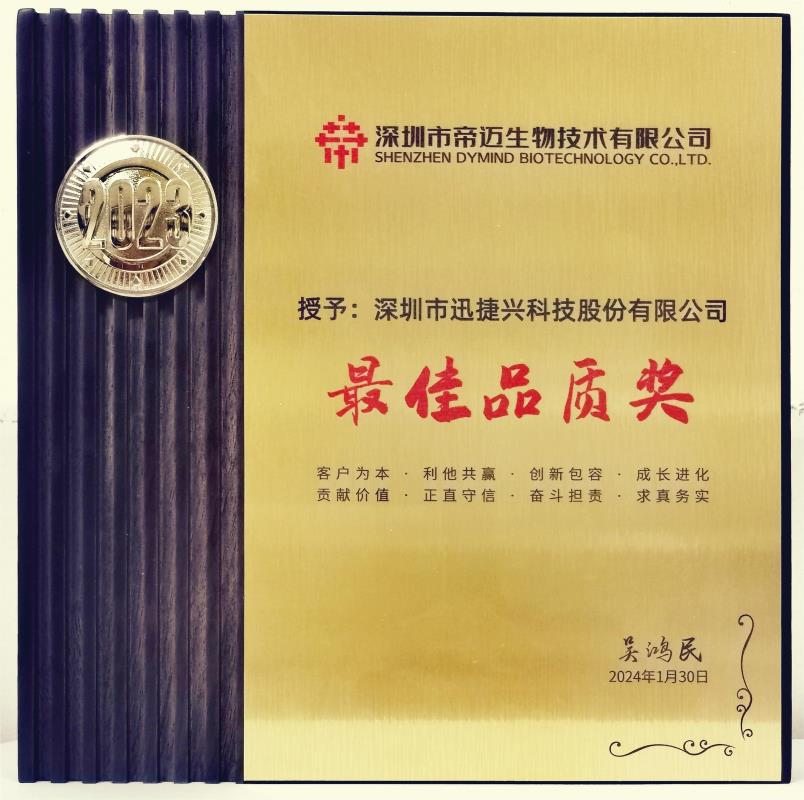 2023
深圳市帝迈生物技术有限公司
SHENZHEN DYMIND BIOTECHNOLOGY CO.,LTD.
授予：深圳市迅捷兴科技股份有限公司
最佳品质奖
客户为本 · 利他共赢 · 创新包容 · 成长进化
贡献价值 · 正直守信 · 奋斗担责 · 求真务实
吴鸿民
2024年1月30日